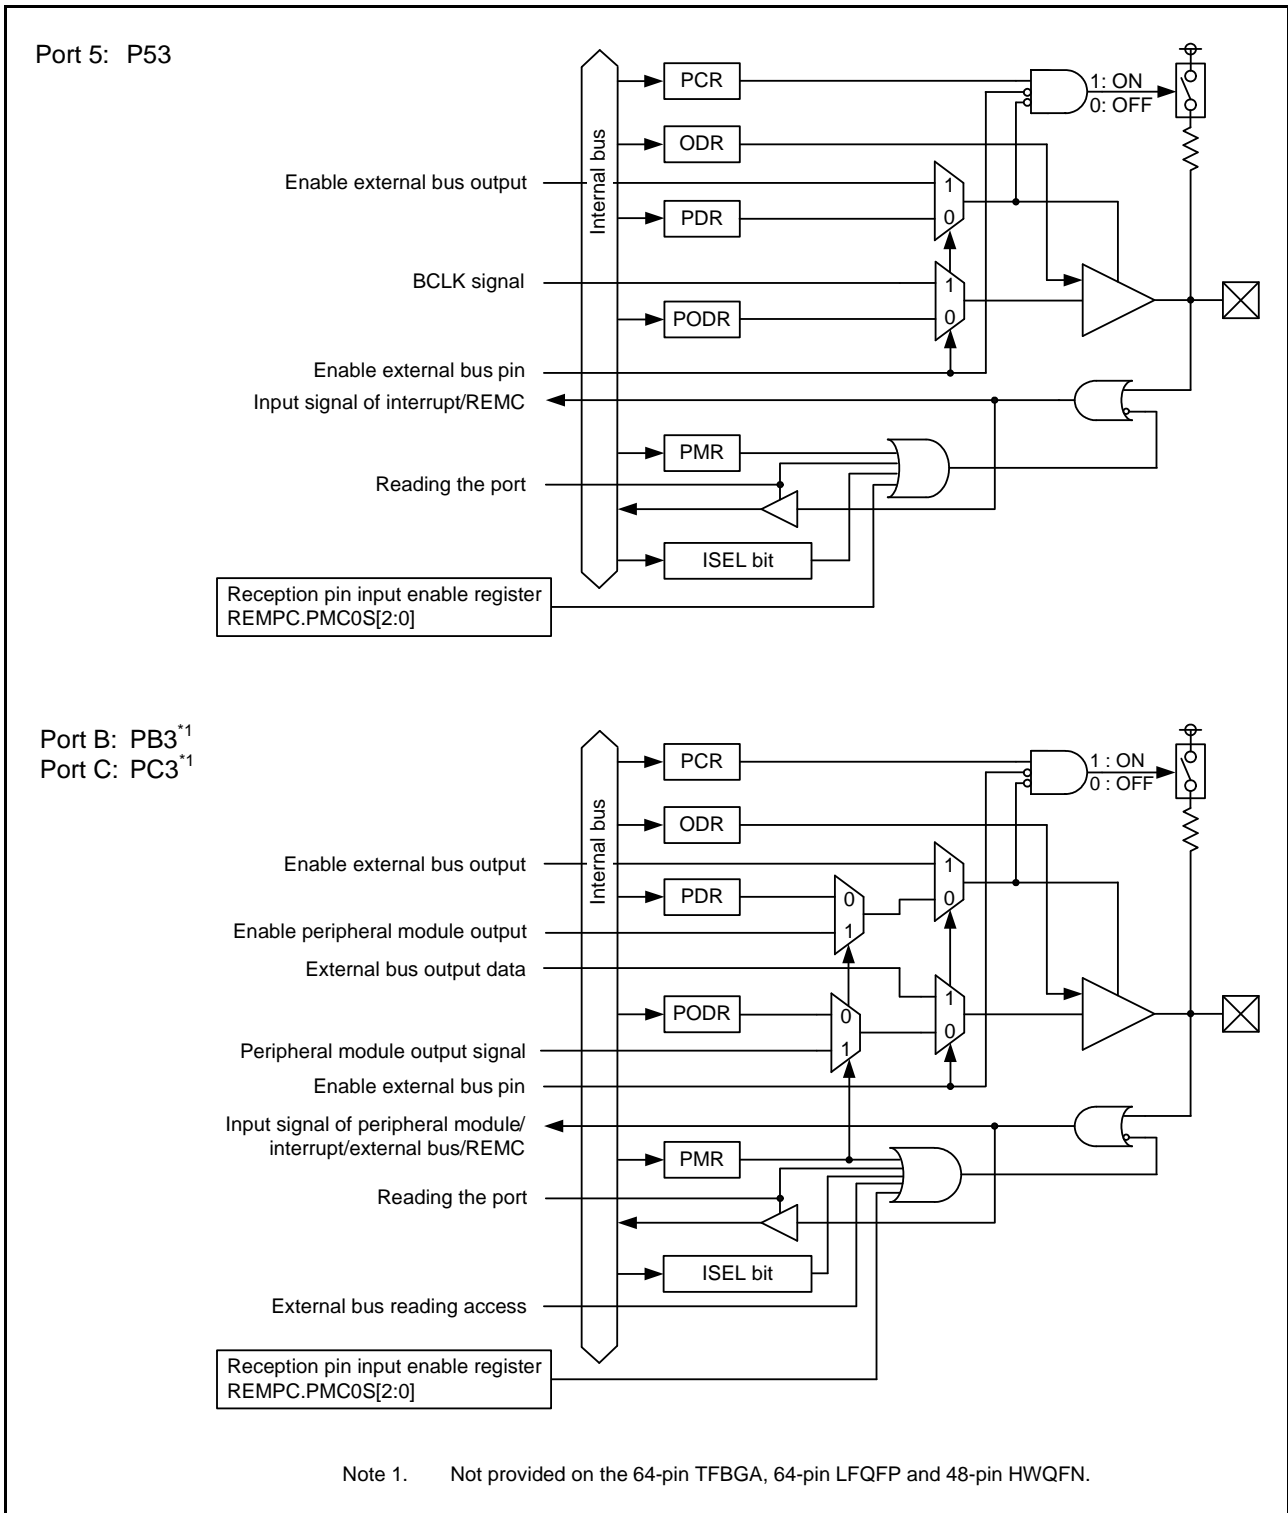 Port 5: P53
Internal bus
PCR
1: ON
0: OFF
ODR
Enable external bus output
1
PDR
0
BCLK signal
1
PODR
0
Enable external bus pin
Input signal of interrupt/REMC
PMR
Reading the port
ISEL bit
Reception pin input enable register
REMPC.PMC0S[2:0]
Port B: PB3*1
Port C: PC3*1
Internal bus
PCR
1 : ON
0 : OFF
ODR
Enable external bus output
1
PDR
0
0
Enable peripheral module output
1
External bus output data
1
PODR
0
0
Peripheral module output signal
1
Enable external bus pin
Input signal of peripheral module/
interrupt/external bus/REMC
PMR
Reading the port
ISEL bit
External bus reading access
Reception pin input enable register
REMPC.PMC0S[2:0]
Note 1. Not provided on the 64-pin TFBGA, 64-pin LFQFP and 48-pin HWQFN.